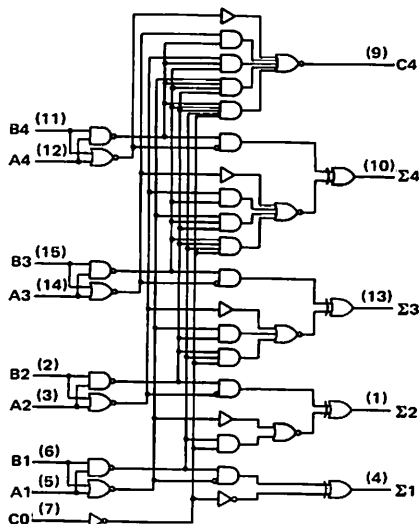 (9)
C4
B4 (11)
A4 (12)
(10)
Σ4
B3 (15)
A3 (14)
(13)
Σ3
B2 (2)
A2 (3)
(1)
Σ2
B1 (6)
A1 (5)
(4)
Σ1
C0 (7)